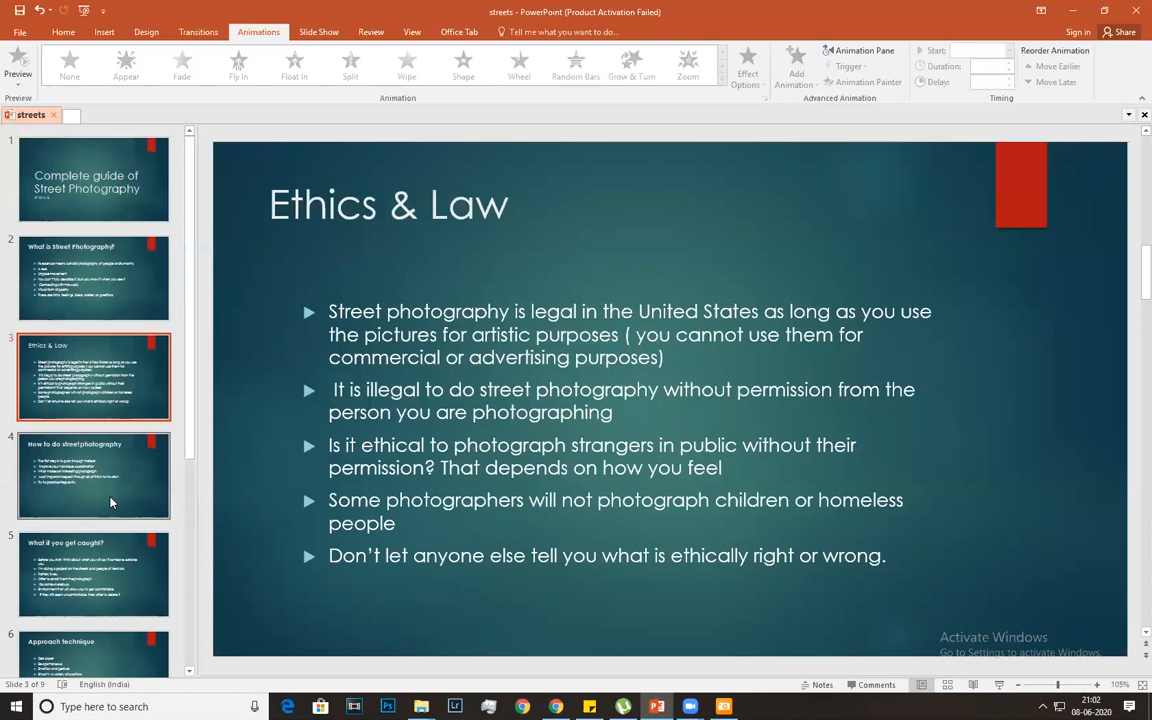 streets - PowerPoint (Product Activation Failed)
File Home Insert Design Transitions Animations Slide Show Review View Office Tab Tell me what you want to do... Sign in Share
Preview None Appear Fade Fly In Float In Split Wipe Shape Wheel Random Bars Grow & Turn Zoom
Effect Options Add Animation
Animation Pane Trigger Animation Painter
Start: Duration: Delay:
Reorder Animation Move Earlier Move Later
Preview Animation Advanced Animation Timing
streets
1
Complete guide of
Street Photography
2
What is Street Photography?
3
Ethics & Law
4
How to do street photography
5
What if you get caught?
6
Approach technique
Ethics & Law
Street photography is legal in the United States as long as you use
the pictures for artistic purposes ( you cannot use them for
commercial or advertising purposes)
It is illegal to do street photography without permission from the
person you are photographing
Is it ethical to photograph strangers in public without their
permission? That depends on how you feel
Some photographers will not photograph children or homeless
people
Don't let anyone else tell you what is ethically right or wrong.
Activate Windows
Go to Settings to activate Windows.
Slide 3 of 9 English (India) Notes Comments 105%
Type here to search
21:02
08-06-2020